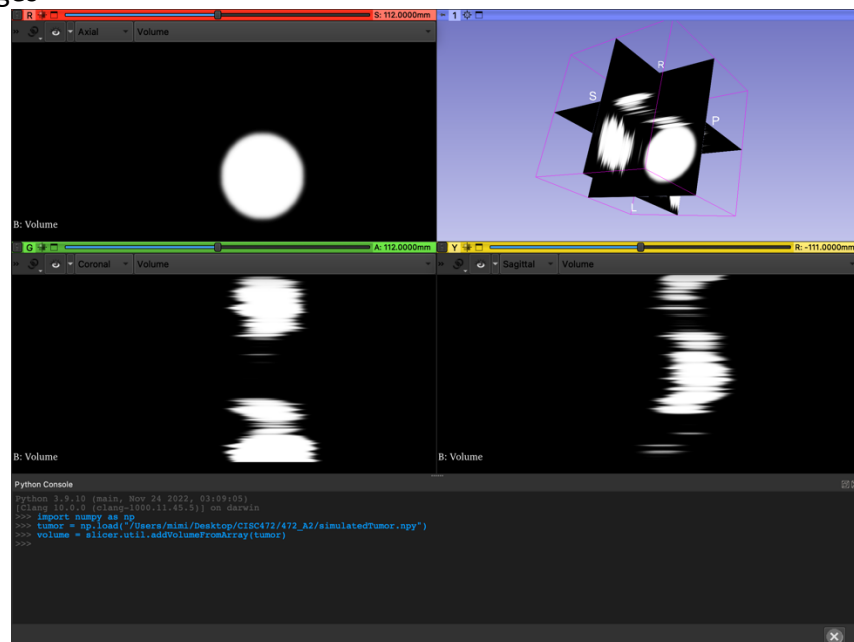 R S: 112.0000mm
1
Axial Volume
R
S
P
L
B: Volume
G A: 112.0000mm
Y R: -111.0000mm
Coronal Volume
Sagittal Volume
B: Volume
B: Volume
Python Console
Python 3.9.10 (main, Nov 24 2022, 03:09:05)
[Clang 10.0.0 (clang-1000.11.45.5)] on darwin
>>> import numpy as np
>>> tumor = np.load("/Users/mimi/Desktop/CISC472/472_A2/simulatedTumor.npy")
>>> volume = slicer.util.addVolumeFromArray(tumor)
>>>